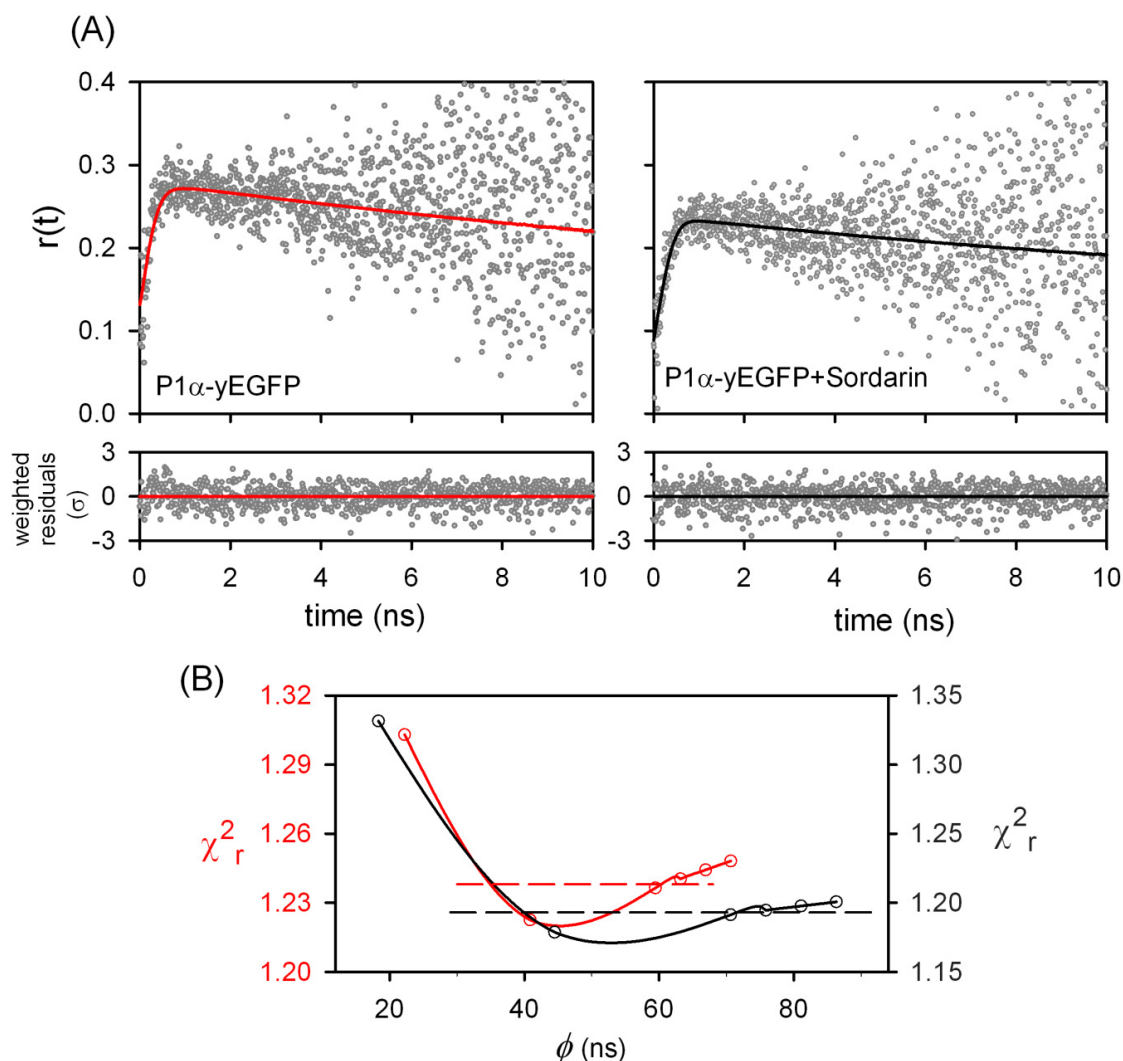 (A)
0.4
0.3
0.2
0.1
0.0
r(t)
P1α-yEGFP
P1α-yEGFP+Sordarin
weighted
residuals
(σ)
3
0
-3
3
0
-3
0 2 4 6 8 10
0 2 4 6 8 10
time (ns)
time (ns)
(B)
1.32
1.29
1.26
1.23
1.20
χ²r
1.35
1.30
1.25
1.20
1.15
χ²r
20 40 60 80
ϕ (ns)